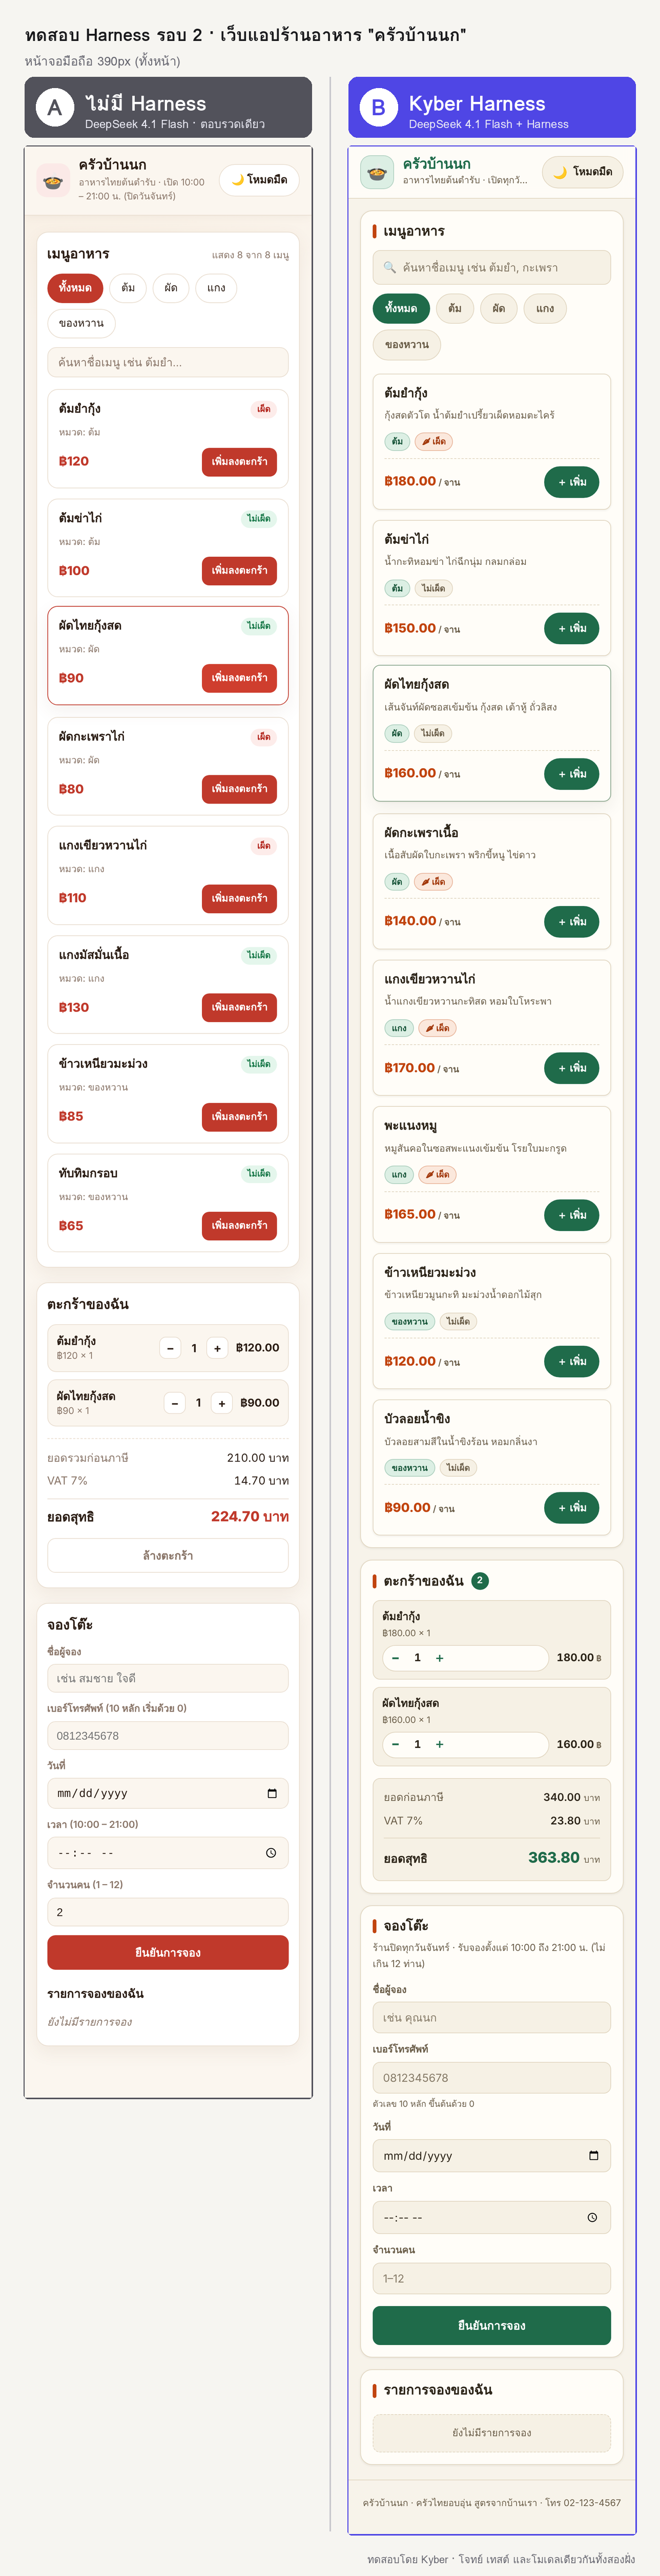 ทดสอบ Harness รอบ 2 · เว็บแอปร้านอาหาร "ครัวบ้านนก"
หน้าจอมือถือ 390px (ทั้งหน้า)
A
ไม่มี Harness
DeepSeek 4.1 Flash · ตอบรวดเดียว
ครัวบ้านนก
อาหารไทยต้นตำรับ · เปิด 10:00
– 21:00 น. (ปิดวันจันทร์)
🌙 โหมดมืด
เมนูอาหาร
แสดง 8 จาก 8 เมนู
ทั้งหมด
ต้ม
ผัด
แกง
ของหวาน
ค้นหาชื่อเมนู เช่น ต้มยำ...
ต้มยำกุ้ง
เผ็ด
หมวด: ต้ม
฿120
เพิ่มลงตะกร้า
ต้มข่าไก่
ไม่เผ็ด
หมวด: ต้ม
฿100
เพิ่มลงตะกร้า
ผัดไทยกุ้งสด
ไม่เผ็ด
หมวด: ผัด
฿90
เพิ่มลงตะกร้า
ผัดกะเพราไก่
เผ็ด
หมวด: ผัด
฿80
เพิ่มลงตะกร้า
แกงเขียวหวานไก่
เผ็ด
หมวด: แกง
฿110
เพิ่มลงตะกร้า
แกงมัสมั่นเนื้อ
ไม่เผ็ด
หมวด: แกง
฿130
เพิ่มลงตะกร้า
ข้าวเหนียวมะม่วง
ไม่เผ็ด
หมวด: ของหวาน
฿85
เพิ่มลงตะกร้า
ทับทิมกรอบ
ไม่เผ็ด
หมวด: ของหวาน
฿65
เพิ่มลงตะกร้า
ตะกร้าของฉัน
ต้มยำกุ้ง
฿120 × 1
− 1 + ฿120.00
ผัดไทยกุ้งสด
฿90 × 1
− 1 + ฿90.00
ยอดรวมก่อนภาษี 210.00 บาท
VAT 7% 14.70 บาท
ยอดสุทธิ 224.70 บาท
ล้างตะกร้า
จองโต๊ะ
ชื่อผู้จอง
เช่น สมชาย ใจดี
เบอร์โทรศัพท์ (10 หลัก เริ่มด้วย 0)
0812345678
วันที่
mm/dd/yyyy
เวลา (10:00 – 21:00)
--:-- --
จำนวนคน (1 – 12)
2
ยืนยันการจอง
รายการจองของฉัน
ยังไม่มีรายการจอง
B
Kyber Harness
DeepSeek 4.1 Flash + Harness
ครัวบ้านนก
อาหารไทยต้นตำรับ · เปิดทุกวั...
🌙 โหมดมืด
เมนูอาหาร
🔍 ค้นหาชื่อเมนู เช่น ต้มยำ, กะเพรา
ทั้งหมด
ต้ม
ผัด
แกง
ของหวาน
ต้มยำกุ้ง
กุ้งสดตัวโต น้ำต้มยำเปรี้ยวเผ็ดหอมตะไคร้
ต้ม
🌶 เผ็ด
฿180.00 / จาน
+ เพิ่ม
ต้มข่าไก่
น้ำกะทิหอมข่า ไก่ฉีกนุ่ม กลมกล่อม
ต้ม
ไม่เผ็ด
฿150.00 / จาน
+ เพิ่ม
ผัดไทยกุ้งสด
เส้นจันท์ผัดซอสเข้มข้น กุ้งสด เต้าหู้ ถั่วลิสง
ผัด
ไม่เผ็ด
฿160.00 / จาน
+ เพิ่ม
ผัดกะเพราเนื้อ
เนื้อสับผัดใบกะเพรา พริกขี้หนู ไข่ดาว
ผัด
🌶 เผ็ด
฿140.00 / จาน
+ เพิ่ม
แกงเขียวหวานไก่
น้ำแกงเขียวหวานกะทิสด หอมใบโหระพา
แกง
🌶 เผ็ด
฿170.00 / จาน
+ เพิ่ม
พะแนงหมู
หมูสันคอในซอสพะแนงเข้มข้น โรยใบมะกรูด
แกง
🌶 เผ็ด
฿165.00 / จาน
+ เพิ่ม
ข้าวเหนียวมะม่วง
ข้าวเหนียวมูนกะทิ มะม่วงน้ำดอกไม้สุก
ของหวาน
ไม่เผ็ด
฿120.00 / จาน
+ เพิ่ม
บัวลอยน้ำขิง
บัวลอยสามสีในน้ำขิงร้อน หอมกลิ่นงา
ของหวาน
ไม่เผ็ด
฿90.00 / จาน
+ เพิ่ม
ตะกร้าของฉัน 2
ต้มยำกุ้ง
฿180.00 × 1
− 1 + 180.00 ฿
ผัดไทยกุ้งสด
฿160.00 × 1
− 1 + 160.00 ฿
ยอดก่อนภาษี 340.00 บาท
VAT 7% 23.80 บาท
ยอดสุทธิ 363.80 บาท
จองโต๊ะ
ร้านปิดทุกวันจันทร์ · รับจองตั้งแต่ 10:00 ถึง 21:00 น. (ไม่
เกิน 12 ท่าน)
ชื่อผู้จอง
เช่น คุณนก
เบอร์โทรศัพท์
0812345678
ตัวเลข 10 หลัก ขึ้นต้นด้วย 0
วันที่
mm/dd/yyyy
เวลา
--:-- --
จำนวนคน
1–12
ยืนยันการจอง
รายการจองของฉัน
ยังไม่มีรายการจอง
ครัวบ้านนก · ครัวไทยอบอุ่น สูตรจากบ้านเรา · โทร 02-123-4567
ทดสอบโดย Kyber · โจทย์ เทสต์ และโมเดลเดียวกันทั้งสองฝั่ง